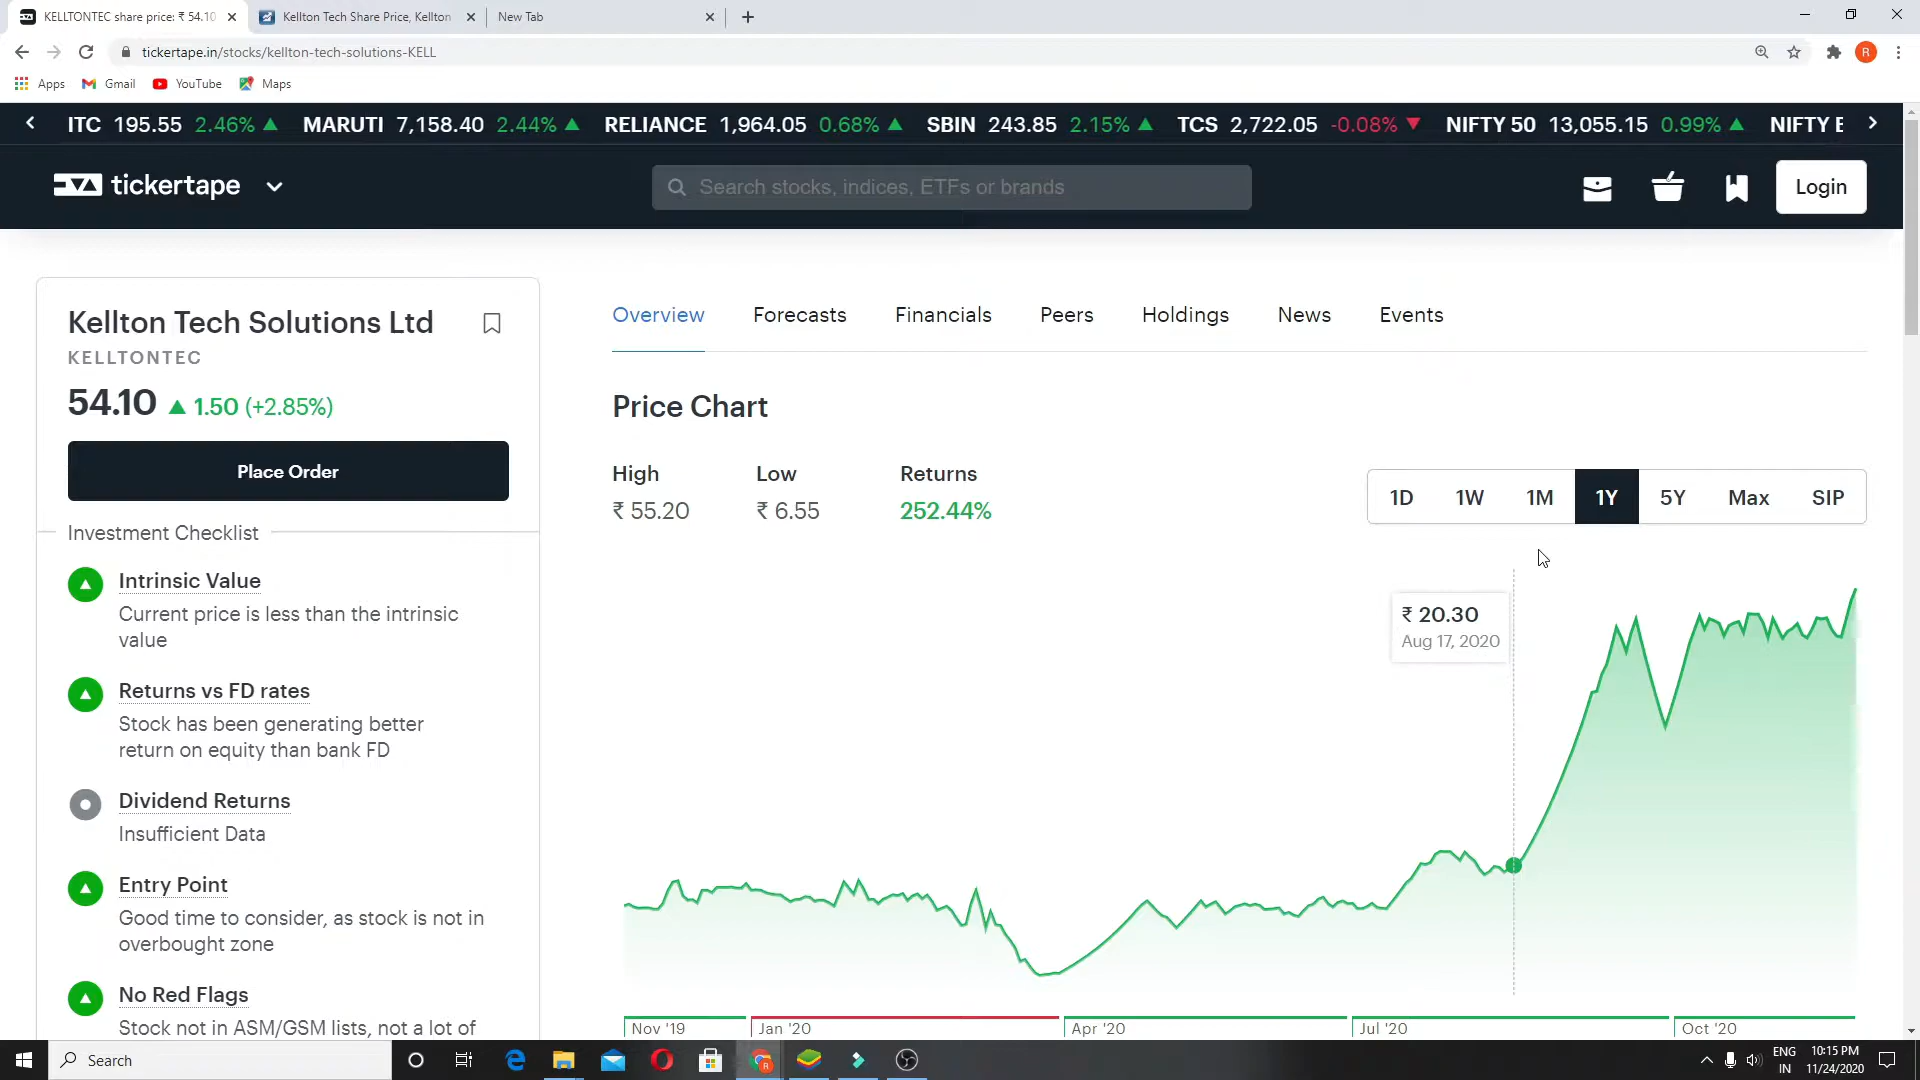 KELLTONTEC share price: ₹ 54.10
Kellton Tech Share Price, Kellton
New Tab
tickertape.in/stocks/kellton-tech-solutions-KELL
R
Apps
Gmail
YouTube
Maps
ITC 195.55 2.46% MARUTI 7,158.40 2.44% RELIANCE 1,964.05 0.68% SBIN 243.85 2.15% TCS 2,722.05 -0.08% NIFTY 50 13,055.15 0.99% NIFTY
tickertape
Search stocks, indices, ETFs or brands
Login
Kellton Tech Solutions Ltd
KELLTONTEC
54.10 1.50 (+2.85%)
Place Order
Investment Checklist
Intrinsic Value
Current price is less than the intrinsic
value
Returns vs FD rates
Stock has been generating better
return on equity than bank FD
Dividend Returns
Insufficient Data
Entry Point
Good time to consider, as stock is not in
overbought zone
No Red Flags
Stock not in ASM/GSM lists, not a lot of
Overview Forecasts Financials Peers Holdings News Events
Price Chart
High Low Returns
₹ 55.20 ₹ 6.55 252.44%
1D 1W 1M 1Y 5Y Max SIP
₹ 20.30
Aug 17, 2020
Nov '19 Jan '20 Apr '20 Jul '20 Oct '20
Search
ENG
IN
10:15 PM
11/24/2020